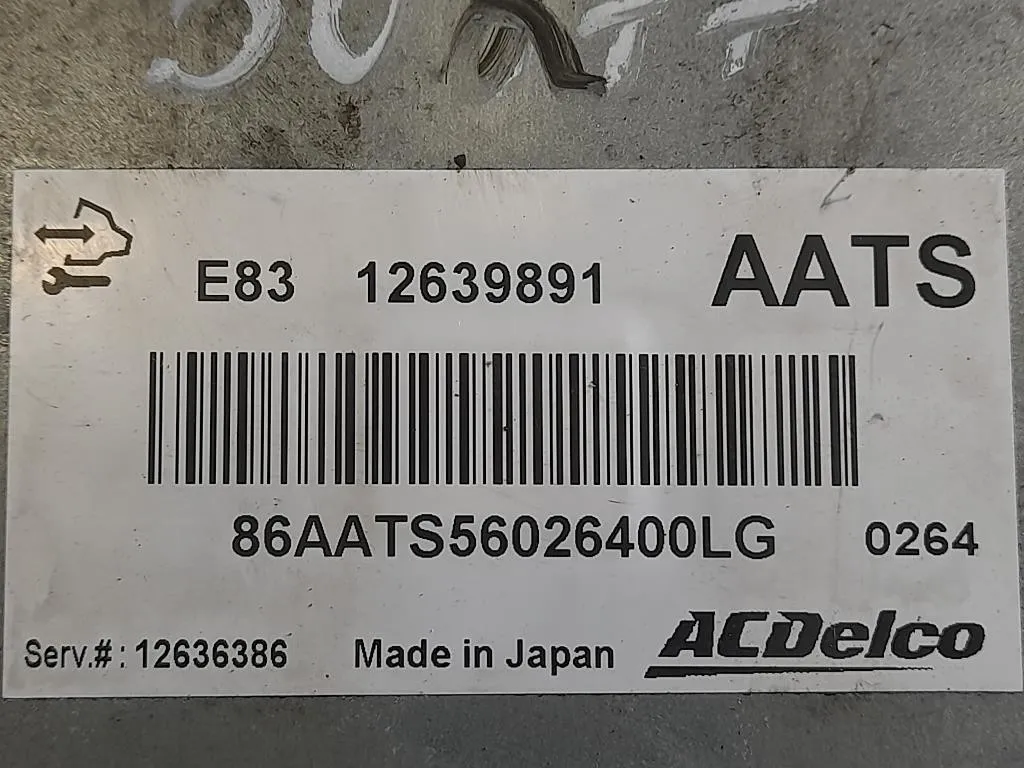 E83 12639891 AATS
86AATS56026400LG 0264
Serv.#: 12636386 Made in Japan ACDelco